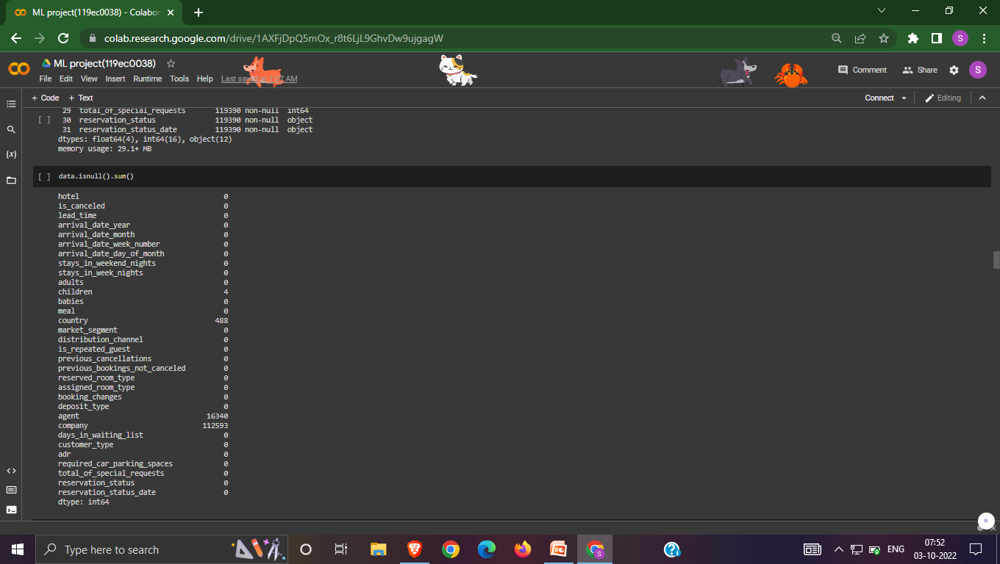 ML project(119ec0038) - Colabor
colab.research.google.com/drive/1AXFjDpQ5mOx_r8t6LjL9GhvDw9ujgagW
S
ML project(119ec0038)
File Edit View Insert Runtime Tools Help Last saved at 1:07 AM
Comment Share S
+ Code + Text Connect Editing
29 total_of_special_requests 119390 non-null int64
[ ] 30 reservation_status 119390 non-null object
31 reservation_status_date 119390 non-null object
dtypes: float64(4), int64(16), object(12)
memory usage: 29.1+ MB
[ ] data.isnull().sum()
hotel 0
is_canceled 0
lead_time 0
arrival_date_year 0
arrival_date_month 0
arrival_date_week_number 0
arrival_date_day_of_month 0
stays_in_weekend_nights 0
stays_in_week_nights 0
adults 0
children 4
babies 0
meal 0
country 488
market_segment 0
distribution_channel 0
is_repeated_guest 0
previous_cancellations 0
previous_bookings_not_canceled 0
reserved_room_type 0
assigned_room_type 0
booking_changes 0
deposit_type 0
agent 16340
company 112593
days_in_waiting_list 0
customer_type 0
adr 0
required_car_parking_spaces 0
total_of_special_requests 0
reservation_status 0
reservation_status_date 0
dtype: int64
Type here to search
ENG
07:52
03-10-2022